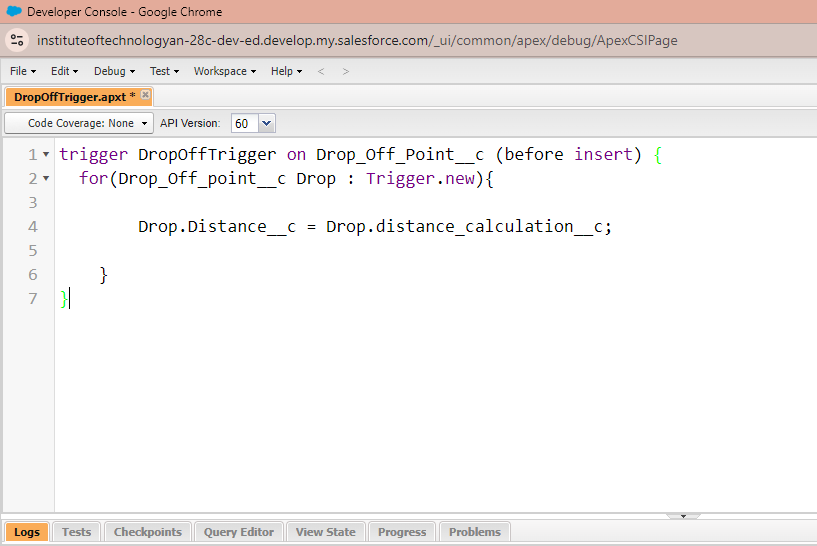 Developer Console - Google Chrome
instituteoftechnologyan-28c-dev-ed.develop.my.salesforce.com/_ui/common/apex/debug/ApexCSIPage
File Edit Debug Test Workspace Help < >
DropOffTrigger.apxt *
Code Coverage: None API Version: 60
1 trigger DropOffTrigger on Drop_Off_Point__c (before insert) {
2 for(Drop_Off_point__c Drop : Trigger.new){
3
4 Drop.Distance__c = Drop.distance_calculation__c;
5
6 }
7 }
Logs Tests Checkpoints Query Editor View State Progress Problems